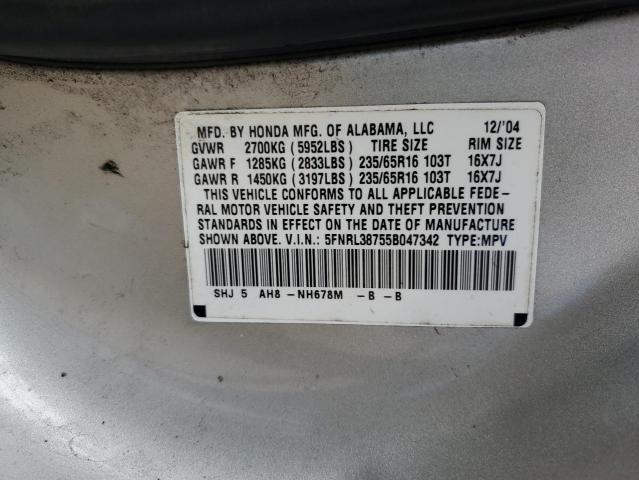 MFD. BY HONDA MFG. OF ALABAMA, LLC 12/'04
GVWR 2700KG (5952LBS) TIRE SIZE RIM SIZE
GAWR F 1285KG (2833LBS) 235/65R16 103T 16X7J
GAWR R 1450KG (3197LBS) 235/65R16 103T 16X7J
THIS VEHICLE CONFORMS TO ALL APPLICABLE FEDE-
RAL MOTOR VEHICLE SAFETY AND THEFT PREVENTION
STANDARDS IN EFFECT ON THE DATE OF MANUFACTURE
SHOWN ABOVE. V.I.N.: 5FNRL38755B047342 TYPE:MPV
SHJ 5 AH8 -NH678M -B -B